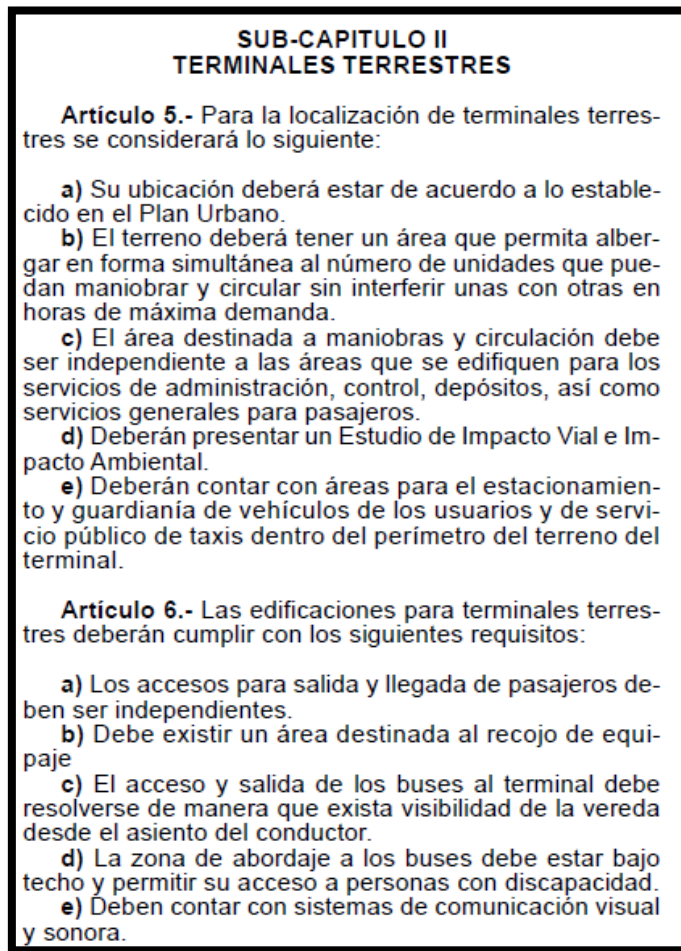 SUB-CAPITULO II
TERMINALES TERRESTRES
Artículo 5.- Para la localización de terminales terres-
tres se considerará lo siguiente:
a) Su ubicación deberá estar de acuerdo a lo estable-
cido en el Plan Urbano.
b) El terreno deberá tener un área que permita alber-
gar en forma simultánea al número de unidades que pue-
dan maniobrar y circular sin interferir unas con otras en
horas de máxima demanda.
c) El área destinada a maniobras y circulación debe
ser independiente a las áreas que se edifiquen para los
servicios de administración, control, depósitos, así como
servicios generales para pasajeros.
d) Deberán presentar un Estudio de Impacto Vial e Im-
pacto Ambiental.
e) Deberán contar con áreas para el estacionamien-
to y guardianía de vehículos de los usuarios y de servi-
cio público de taxis dentro del perímetro del terreno del
terminal.
Artículo 6.- Las edificaciones para terminales terres-
tres deberán cumplir con los siguientes requisitos:
a) Los accesos para salida y llegada de pasajeros de-
ben ser independientes.
b) Debe existir un área destinada al recojo de equi-
paje
c) El acceso y salida de los buses al terminal debe
resolverse de manera que exista visibilidad de la vereda
desde el asiento del conductor.
d) La zona de abordaje a los buses debe estar bajo
techo y permitir su acceso a personas con discapacidad.
e) Deben contar con sistemas de comunicación visual
y sonora.